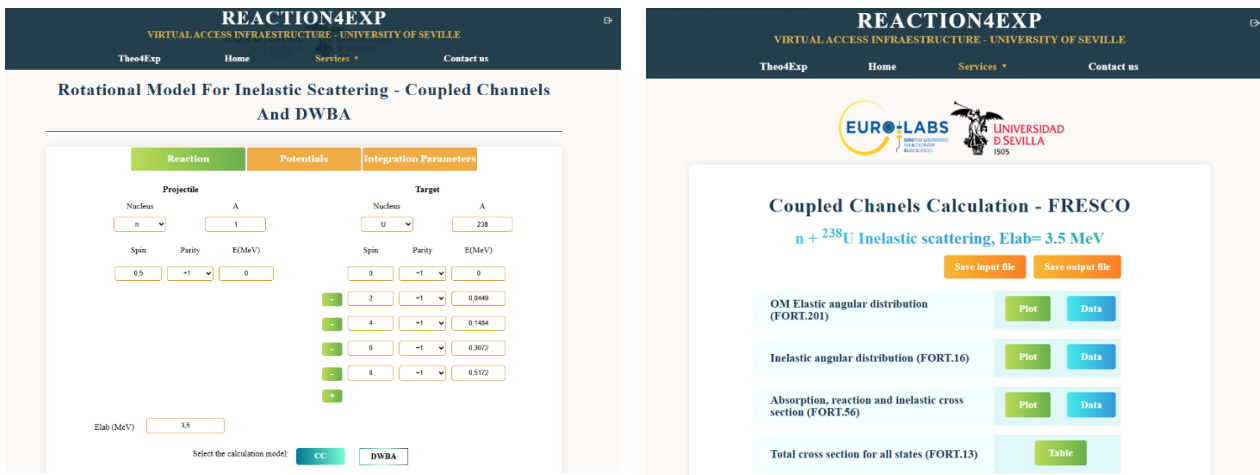 REACTION4EXP
VIRTUAL ACCESS INFRAESTRUCTURE - UNIVERSITY OF SEVILLE
Theo4Exp Home Services Contact us
Rotational Model For Inelastic Scattering - Coupled Channels
And DWBA
Reaction Potentials Integration Parameters
Projectile Target
Nucleus A Nucleus A
n 1 U 238
Spin Parity E(MeV) Spin Parity E(MeV)
0,5 +1 0 0 +1 0
- 2 +1 0,0449
- 4 +1 0,1484
- 6 +1 0,3072
- 8 +1 0,5172
+
Elab (MeV) 3,5
Select the calculation model: CC DWBA
REACTION4EXP
VIRTUAL ACCESS INFRAESTRUCTURE - UNIVERSITY OF SEVILLE
Theo4Exp Home Services Contact us
EURO-LABS
UNIVERSIDAD
D SEVILLA
1505
Coupled Chanels Calculation - FRESCO
n + ²³⁸U Inelastic scattering, Elab= 3.5 MeV
Save input file Save output file
OM Elastic angular distribution
(FORT.201)
Plot Data
Inelastic angular distribution (FORT.16) Plot Data
Absorption, reaction and inelastic cross
section (FORT.56)
Plot Data
Total cross section for all states (FORT.13) Table